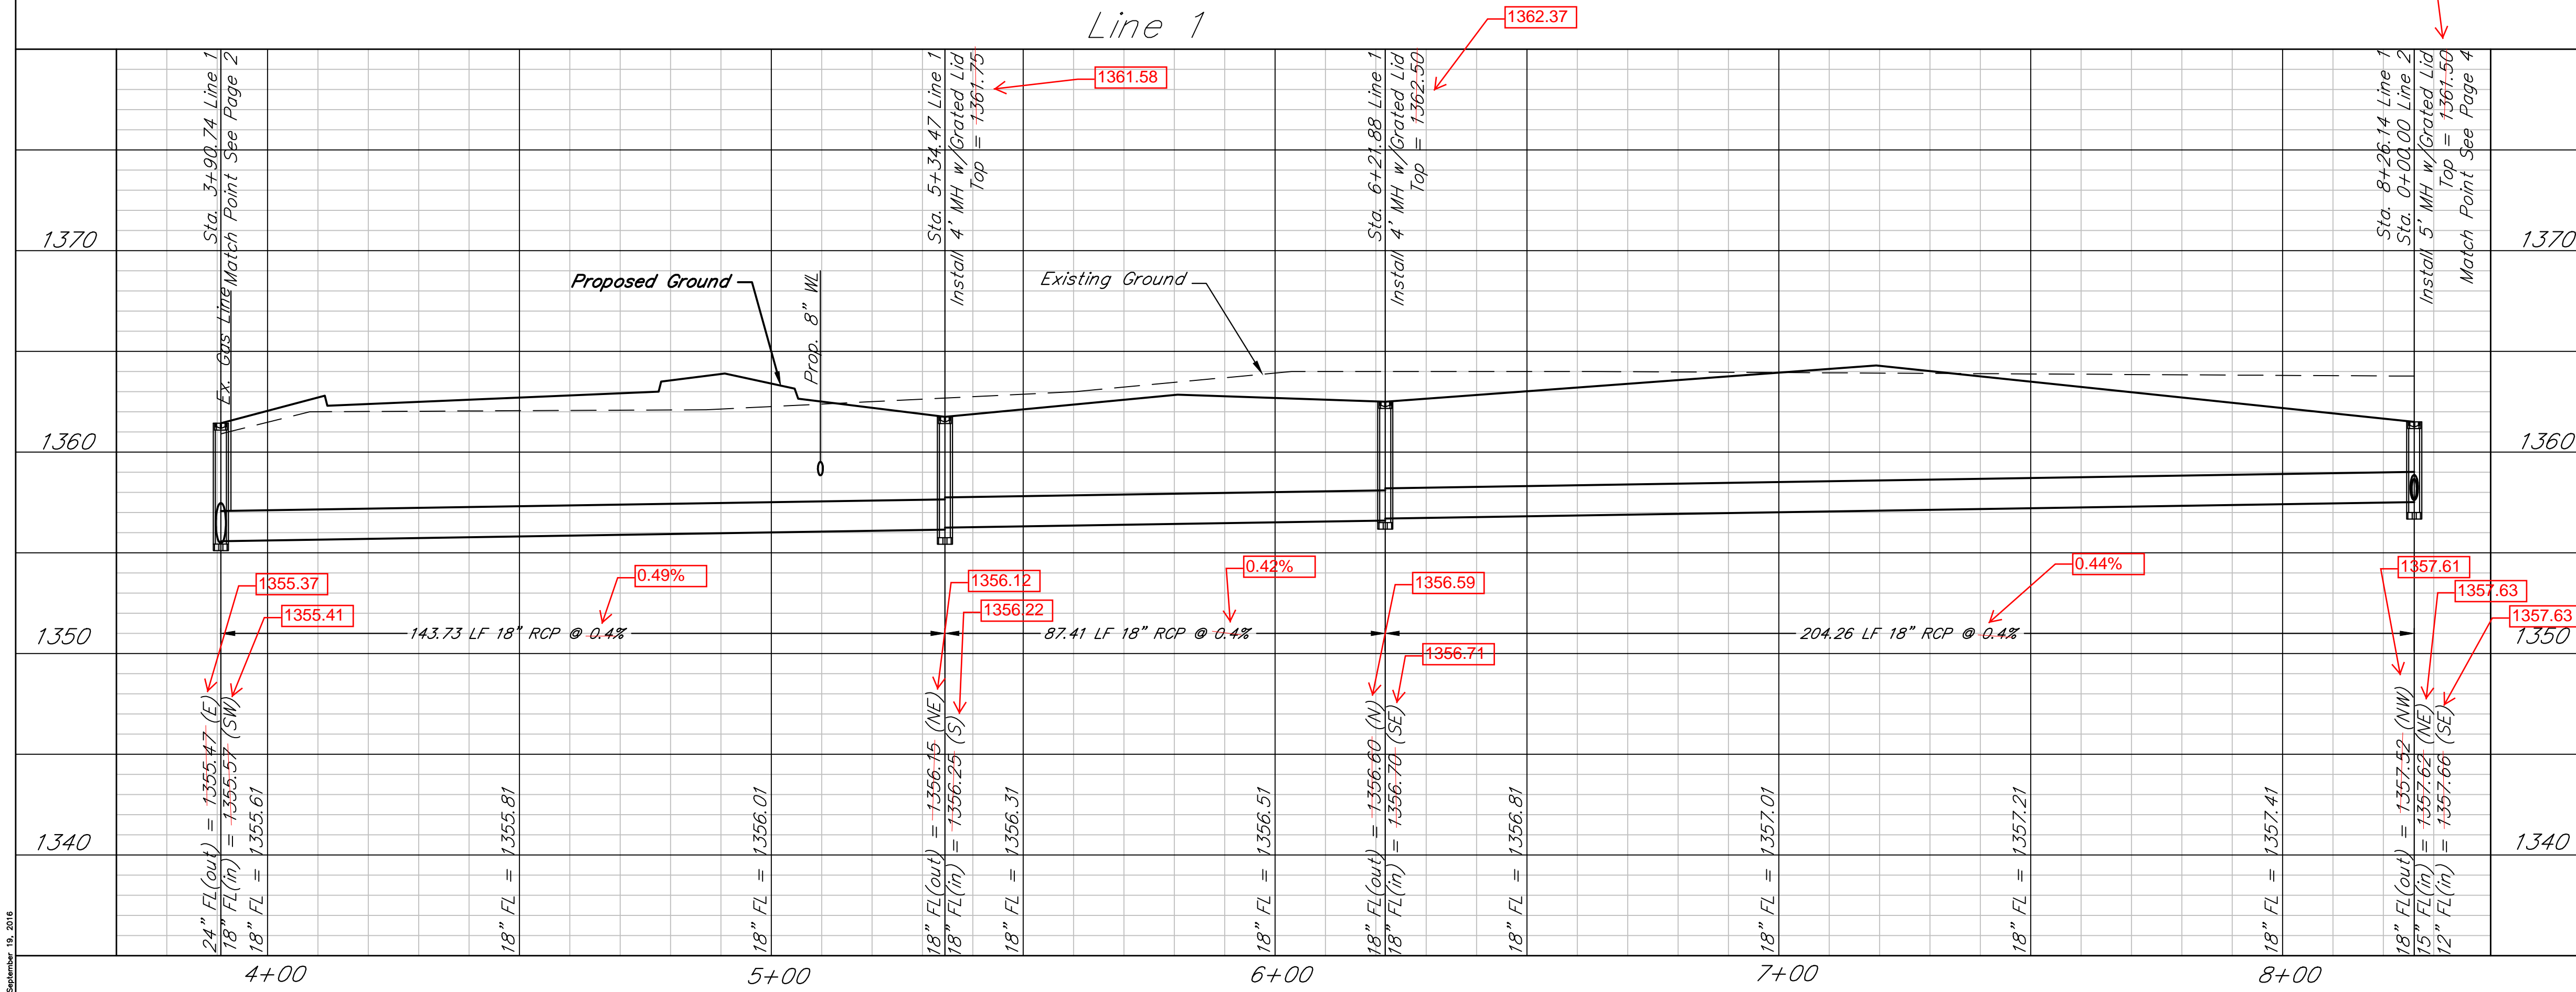 Line 1
1362.37
Sta. 3+90.74 Line 1
Match Point See Page 2
Ex. Gas Line
Sta. 5+34.47 Line 1
Install 4' MH w/Grated Lid
Top = 1361.75
1361.58
Sta. 6+21.88 Line 1
Install 4' MH w/Grated Lid
Top = 1362.50
Sta. 8+26.14 Line 1
Sta. 0+00.00 Line 2
Install 5' MH w/Grated Lid
Top = 1361.50
Match Point See Page 4
1370
1370
Proposed Ground
Prop. 8" WL
Existing Ground
1360
1360
1355.37
1355.41
0.49%
1356.12
1356.22
0.42%
1356.59
1356.71
0.44%
1357.61
1357.63
1357.63
1350
143.73 LF 18" RCP @ 0.4%
87.41 LF 18" RCP @ 0.4%
204.26 LF 18" RCP @ 0.4%
1350
24" FL(out) = 1355.47 (E)
18" FL(in) = 1355.57 (SW)
18" FL = 1355.61
18" FL = 1355.81
18" FL = 1356.01
18" FL(out) = 1356.15 (NE)
18" FL(in) = 1356.25 (S)
18" FL = 1356.31
18" FL = 1356.51
18" FL(out) = 1356.60 (N)
18" FL(in) = 1356.70 (SE)
18" FL = 1356.81
18" FL = 1357.01
18" FL = 1357.21
18" FL = 1357.41
18" FL(out) = 1357.52 (NW)
15" FL(in) = 1357.62 (NE)
12" FL(in) = 1357.66 (SE)
1340
1340
4+00
5+00
6+00
7+00
8+00
September 19, 2016